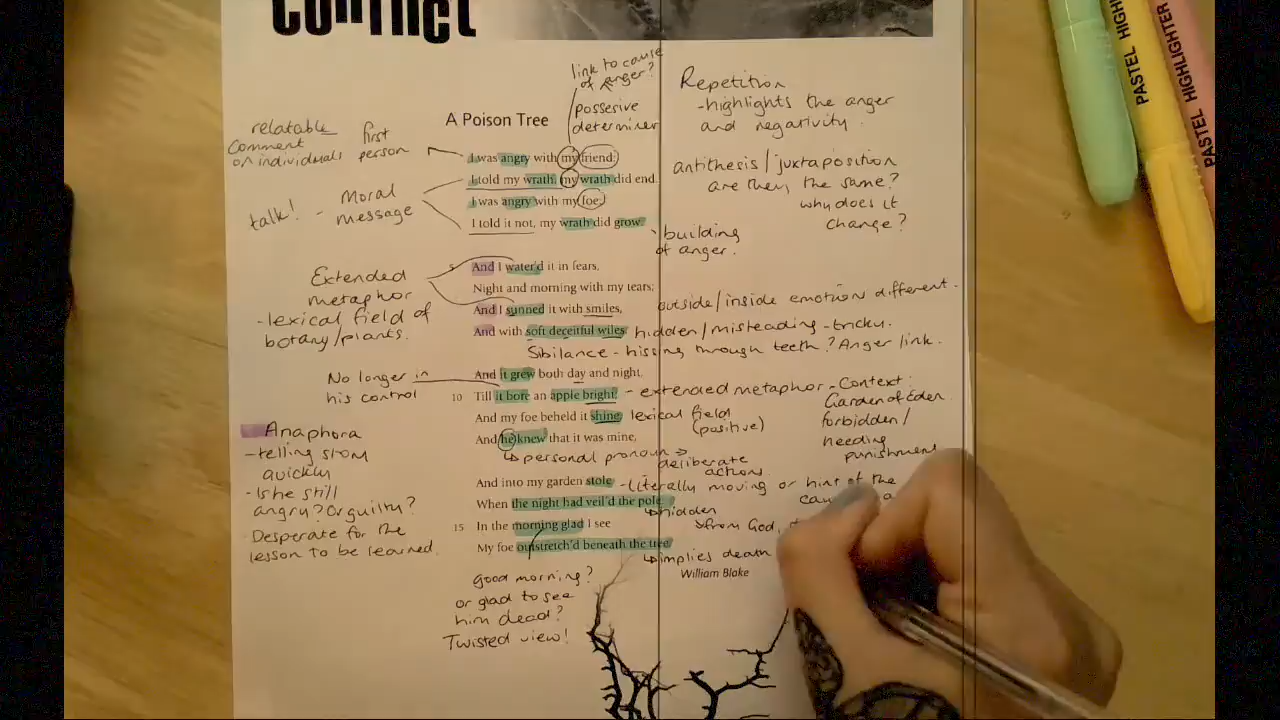 Conflict
link to cause
of anger?
possesive
determiner
A Poison Tree
relatable
comment
on individuals
first
person
Repetition
-highlights the anger
and negativity.
I was angry with my friend:
I told my wrath, my wrath did end.
I was angry with my foe:
I told it not, my wrath did grow.
talk! - Moral
message
antithesis/juxtaposition
are they the same?
why does it
change?
building
of anger.
Extended
metaphor
-lexical field of
botany/plants.
5 And I water'd it in fears,
Night and morning with my tears;
And I sunned it with smiles,
And with soft deceitful wiles.
outside/inside emotions different.
hidden/misleading-tricky.
Sibilance - hissing through teeth? Anger link.
No longer in
his control
And it grew both day and night,
10 Till it bore an apple bright;
And my foe beheld it shine,
And he knew that it was mine,
- extended metaphor - Context:
Garden of Eden
forbidden/
needing
punishment
lexical field
(positive)
↳ personal pronoun →
deliberate
actions
Anaphora
-telling story
quickly
-Is he still
angry? Or guilty?
-Desperate for the
lesson to be learned.
And into my garden stole
When the night had veil'd the pole:
15 In the morning glad I see
My foe outstretch'd beneath the tree.
-literally moving or hint of the
↳hidden
↘from God,
↳implies death
William Blake
good morning?
or glad to see
him dead?
Twisted view!
PASTEL HIGH
PASTEL HIGHLIGHTER